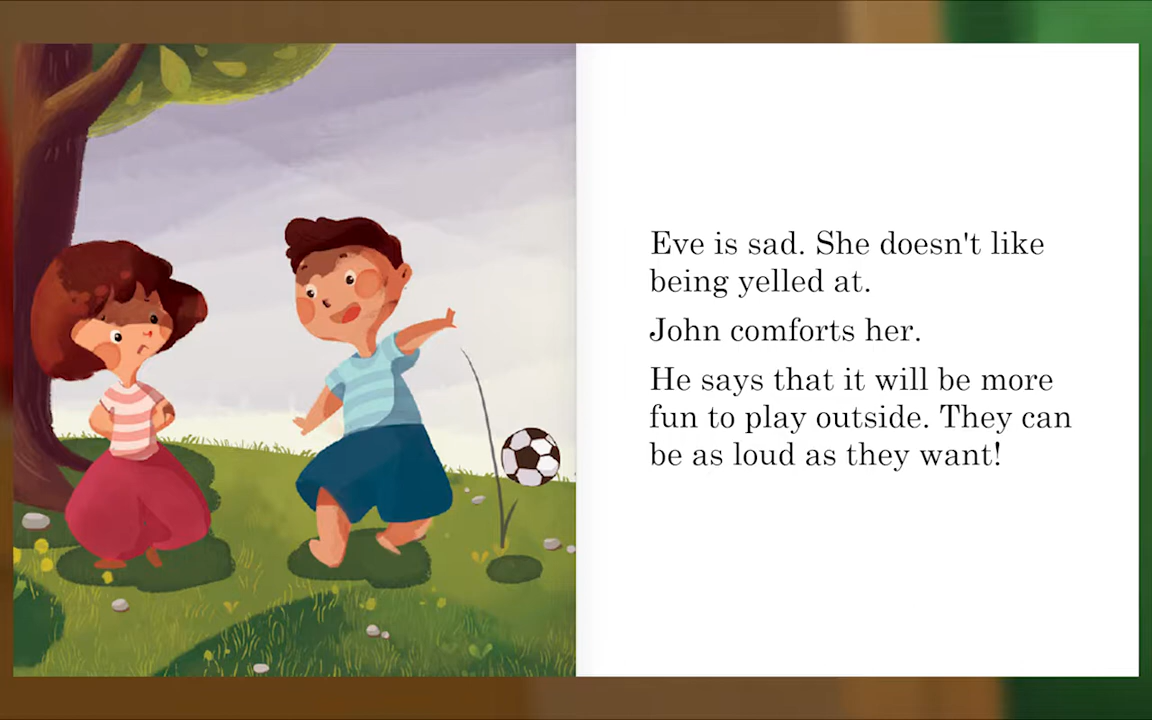 Eve is sad. She doesn't like
being yelled at.
John comforts her.
He says that it will be more
fun to play outside. They can
be as loud as they want!